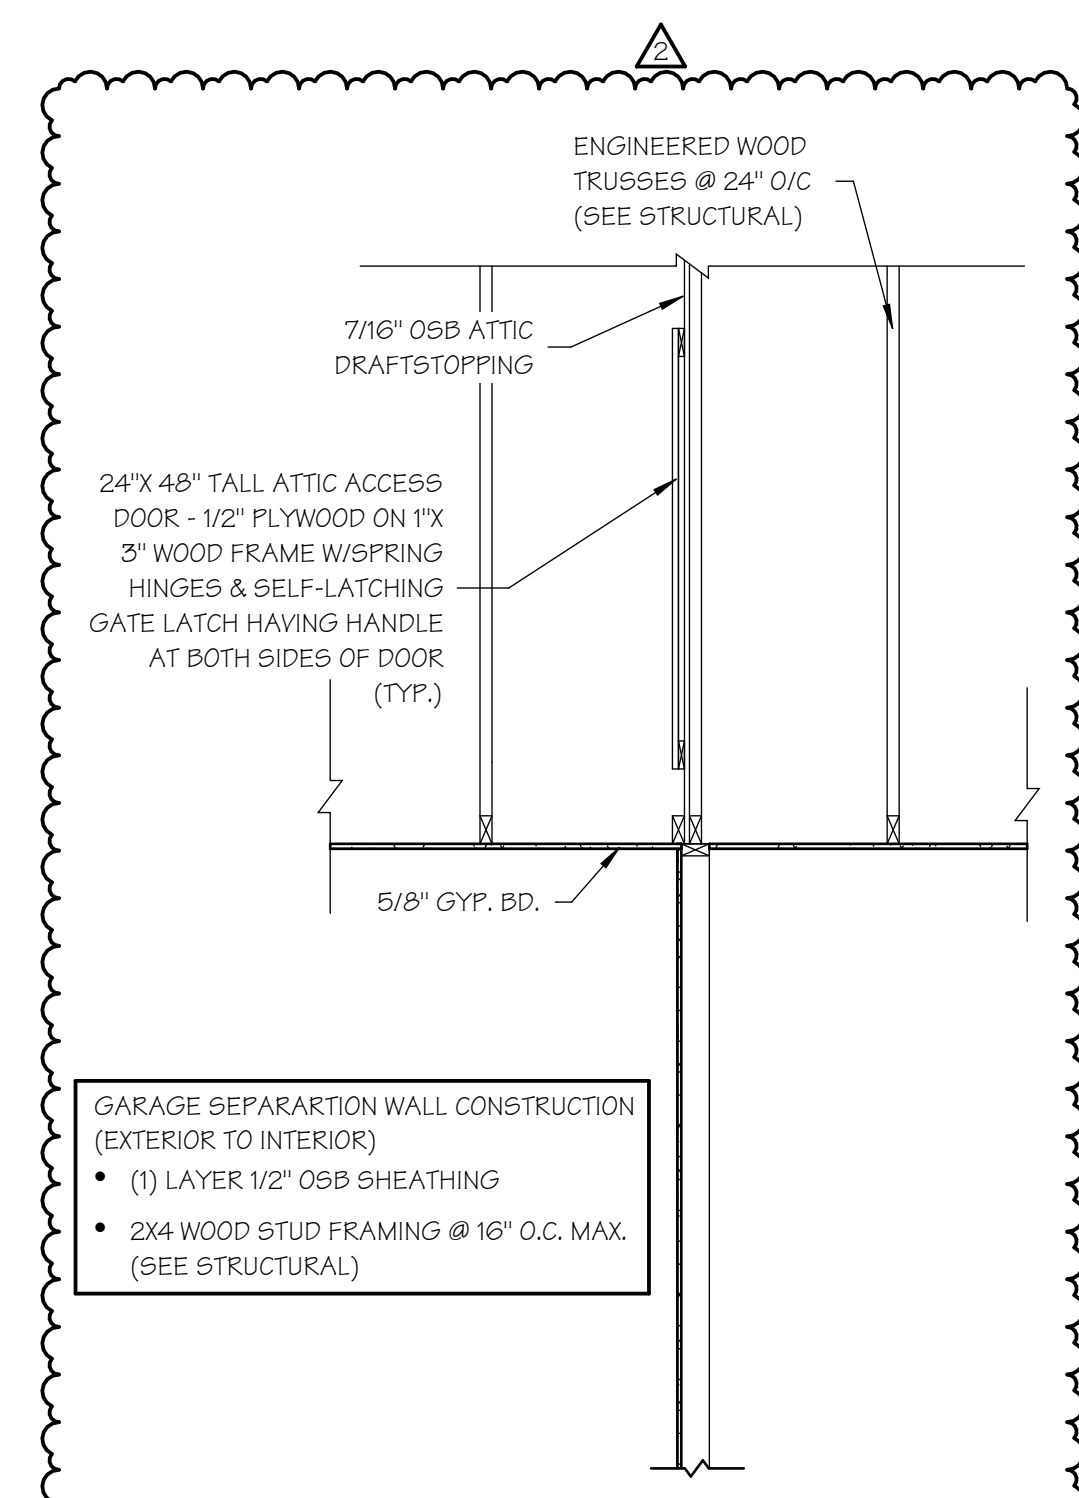 2
ENGINEERED WOOD
TRUSSES @ 24" O/C
(SEE STRUCTURAL)
7/16" OSB ATTIC
DRAFTSTOPPING
24"X 48" TALL ATTIC ACCESS
DOOR - 1/2" PLYWOOD ON 1"X
3" WOOD FRAME W/SPRING
HINGES & SELF-LATCHING
GATE LATCH HAVING HANDLE
AT BOTH SIDES OF DOOR
(TYP.)
5/8" GYP. BD.
GARAGE SEPARARTION WALL CONSTRUCTION
(EXTERIOR TO INTERIOR)
• (1) LAYER 1/2" OSB SHEATHING
• 2X4 WOOD STUD FRAMING @ 16" O.C. MAX.
(SEE STRUCTURAL)